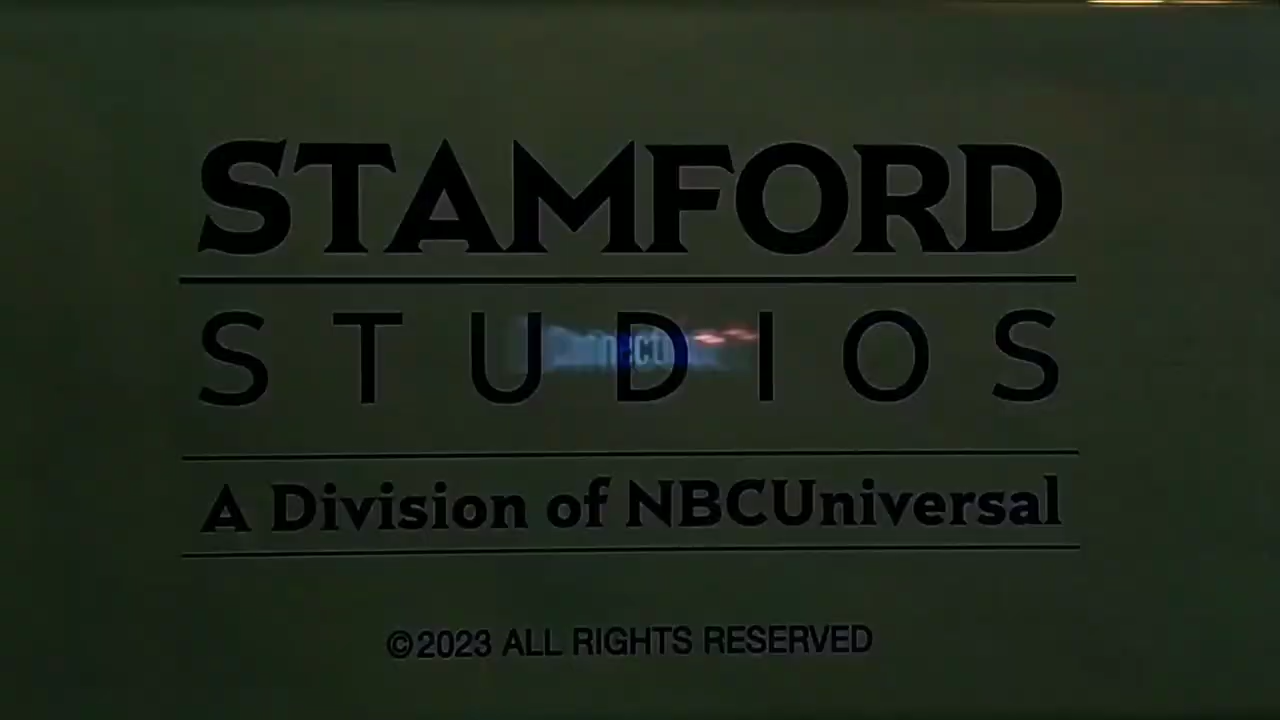 STAMFORD
STUDIOS
A Division of NBCUniversal
©2023 ALL RIGHTS RESERVED